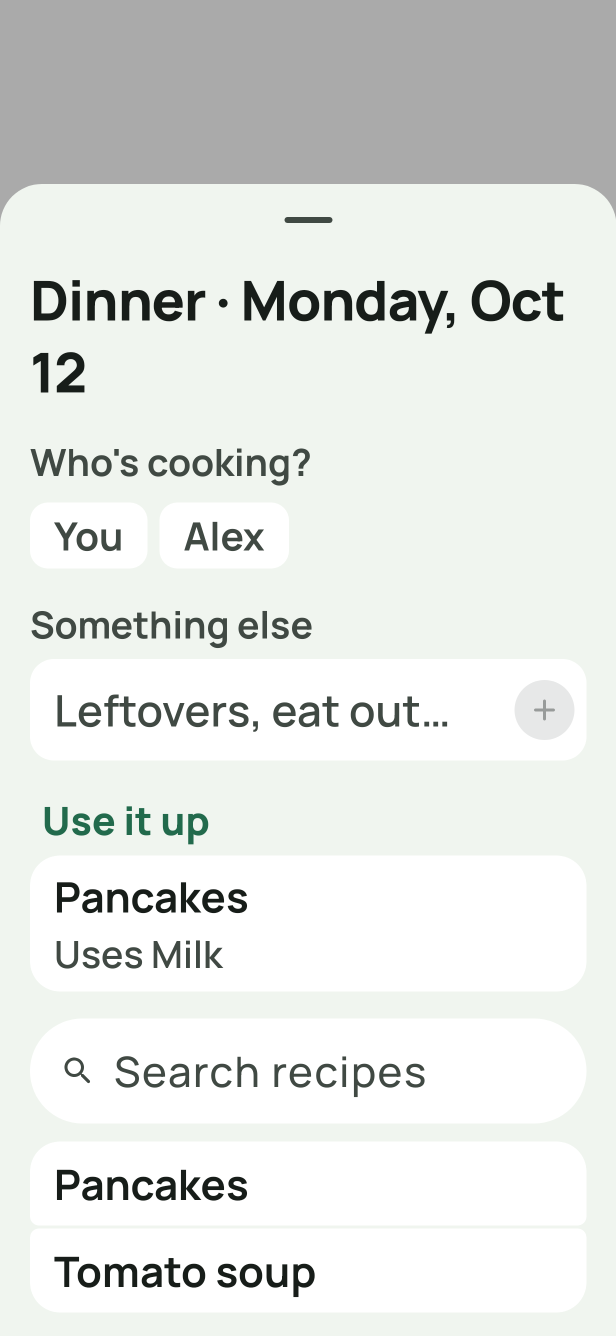 Dinner · Monday, Oct
12
Who's cooking?
You Alex
Something else
Leftovers, eat out…
Use it up
Pancakes
Uses Milk
Search recipes
Pancakes
Tomato soup